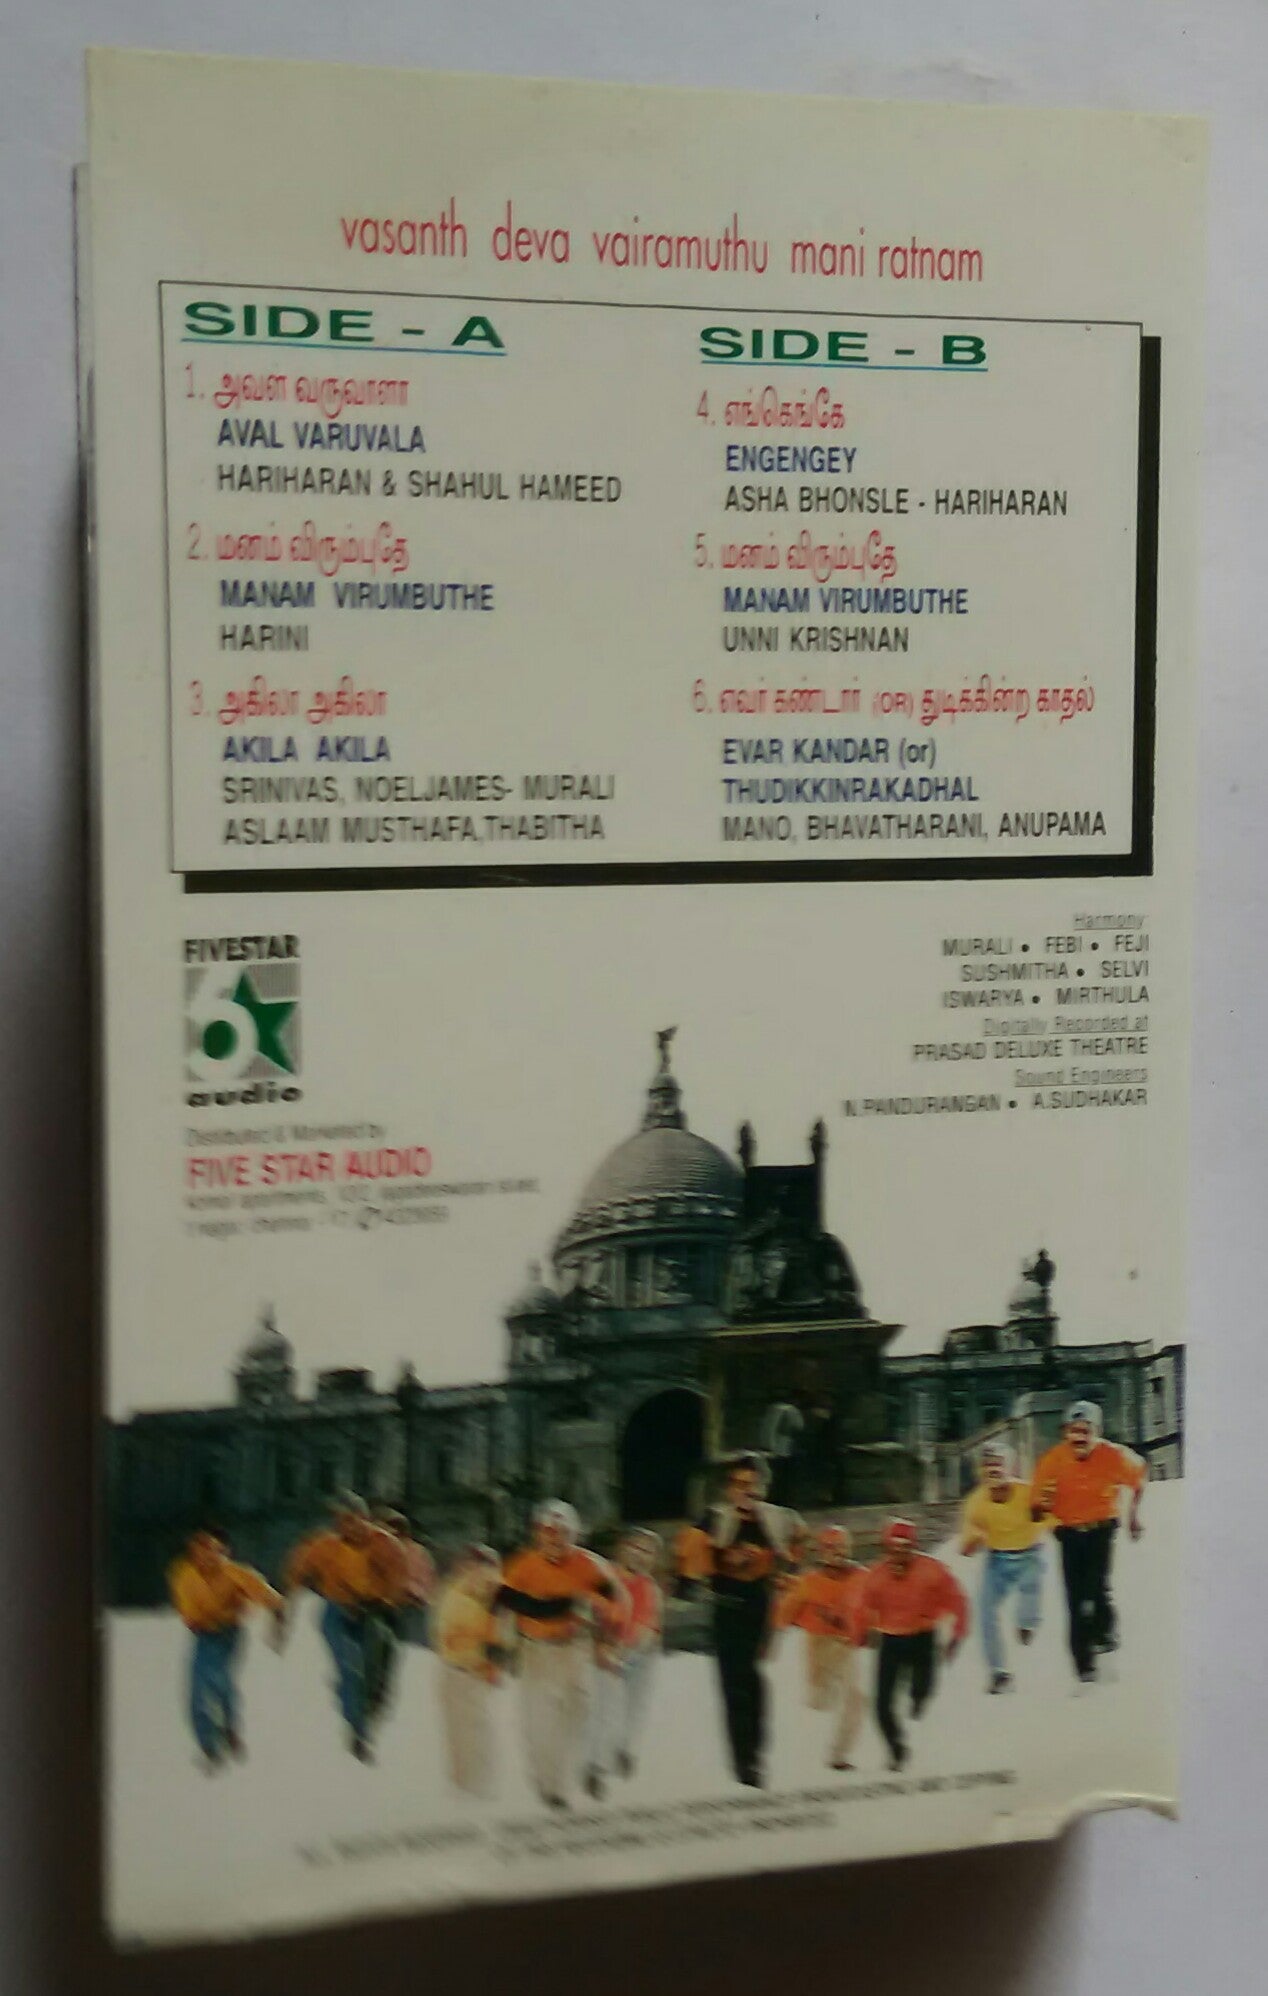 vasanth deva vairamuthu mani ratnam
SIDE - A
1. அவள் வருவாளா
AVAL VARUVALA
HARIHARAN & SHAHUL HAMEED
2. மனம் விரும்புதே
MANAM VIRUMBUTHE
HARINI
3. அகிலா அகிலா
AKILA AKILA
SRINIVAS, NOELJAMES- MURALI
ASLAAM MUSTHAFA,THABITHA
SIDE - B
4. எங்கெங்கே
ENGENGEY
ASHA BHONSLE - HARIHARAN
5. மனம் விரும்புதே
MANAM VIRUMBUTHE
UNNI KRISHNAN
6. எவர் கண்டார் (OR) துடிக்கின்ற காதல்
EVAR KANDAR (or)
THUDIKKINRAKADHAL
MANO, BHAVATHARANI, ANUPAMA
FIVESTAR
audio
Distributed & Marketed by
FIVE STAR AUDIO
Harmony:
MURALI • FEBI • FEJI
SUSHMITHA • SELVI
ISWARYA • MIRTHULA
Digitally Recorded at
PRASAD DELUXE THEATRE
Sound Engineers
N.PANDURANGAN • A.SUDHAKAR